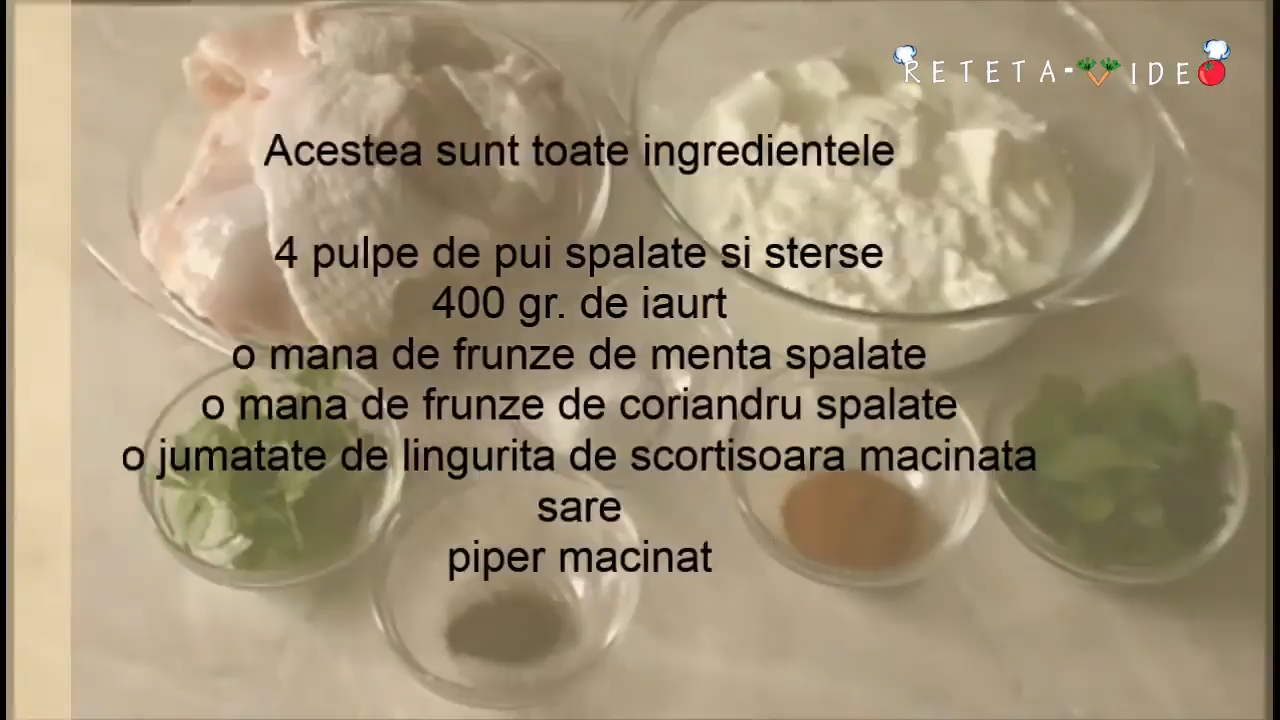 RETETA-VIDEO
Acestea sunt toate ingredientele
4 pulpe de pui spalate si sterse
400 gr. de iaurt
o mana de frunze de menta spalate
o mana de frunze de coriandru spalate
o jumatate de lingurita de scortisoara macinata
sare
piper macinat